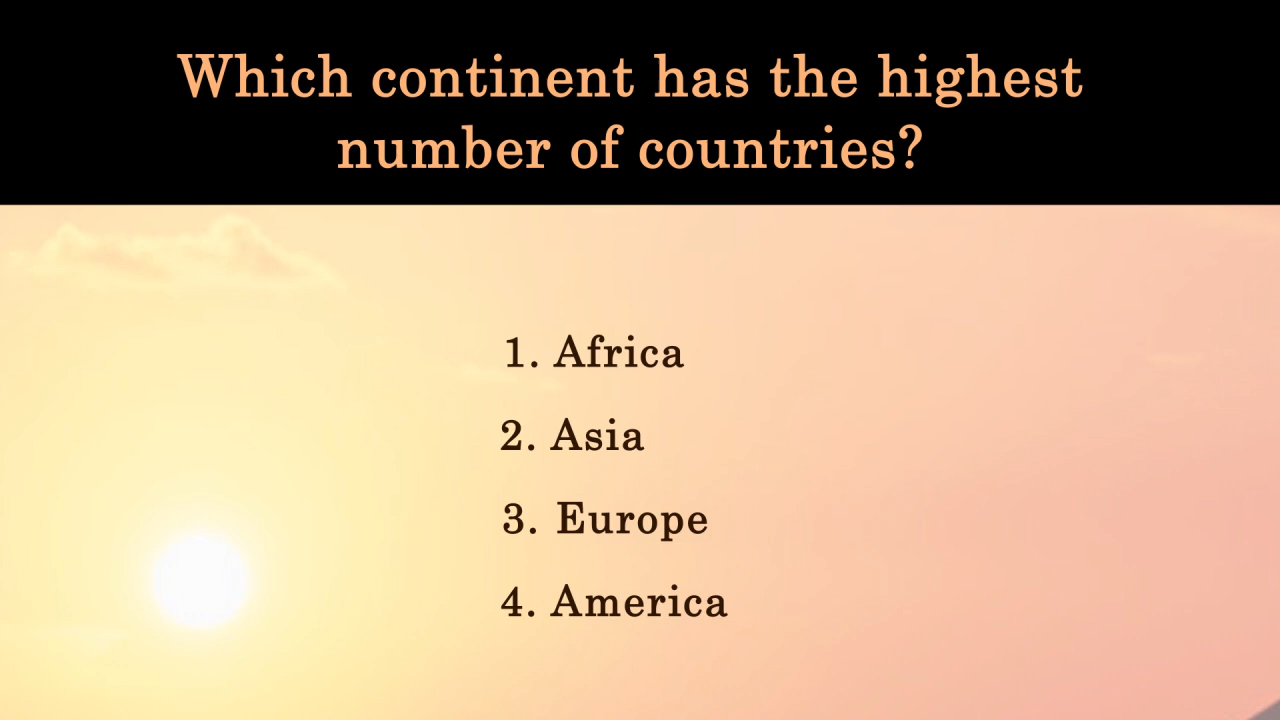 Which continent has the highest
number of countries?
1. Africa
2. Asia
3. Europe
4. America